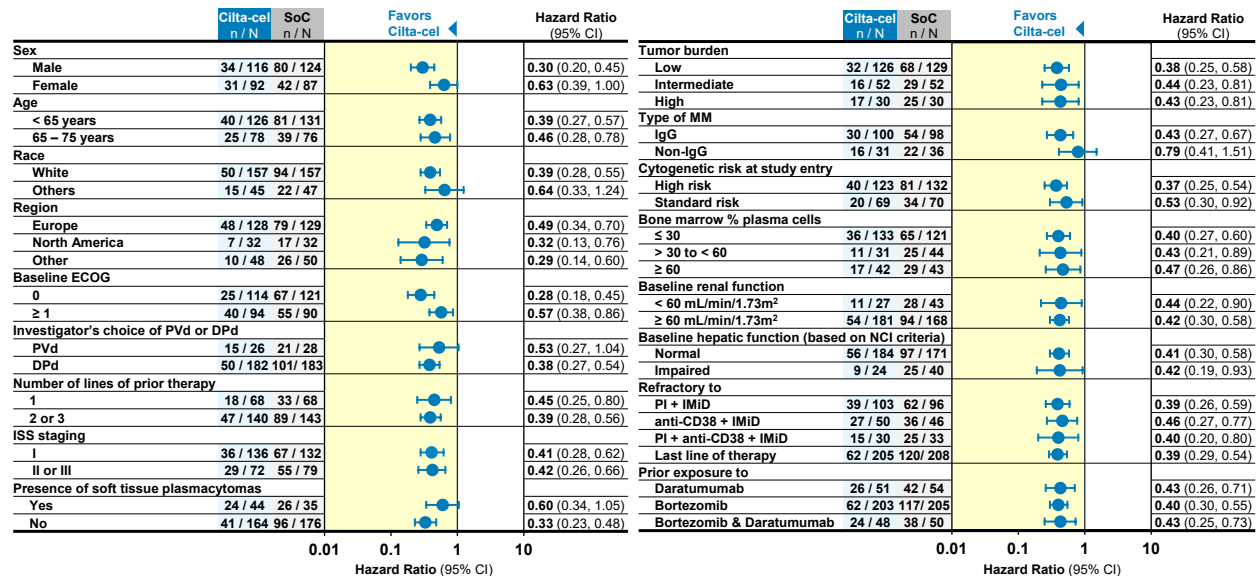 Cilta-cel SoC Favors Hazard Ratio
n / N n / N Cilta-cel (95% CI)
Sex
Male 34 / 116 80 / 124 0.30 (0.20, 0.45)
Female 31 / 92 42 / 87 0.63 (0.39, 1.00)
Age
< 65 years 40 / 126 81 / 131 0.39 (0.27, 0.57)
65 – 75 years 25 / 78 39 / 76 0.46 (0.28, 0.78)
Race
White 50 / 157 94 / 157 0.39 (0.28, 0.55)
Others 15 / 45 22 / 47 0.64 (0.33, 1.24)
Region
Europe 48 / 128 79 / 129 0.49 (0.34, 0.70)
North America 7 / 32 17 / 32 0.32 (0.13, 0.76)
Other 10 / 48 26 / 50 0.29 (0.14, 0.60)
Baseline ECOG
0 25 / 114 67 / 121 0.28 (0.18, 0.45)
≥ 1 40 / 94 55 / 90 0.57 (0.38, 0.86)
Investigator's choice of PVd or DPd
PVd 15 / 26 21 / 28 0.53 (0.27, 1.04)
DPd 50 / 182 101/ 183 0.38 (0.27, 0.54)
Number of lines of prior therapy
1 18 / 68 33 / 68 0.45 (0.25, 0.80)
2 or 3 47 / 140 89 / 143 0.39 (0.28, 0.56)
ISS staging
I 36 / 136 67 / 132 0.41 (0.28, 0.62)
II or III 29 / 72 55 / 79 0.42 (0.26, 0.66)
Presence of soft tissue plasmacytomas
Yes 24 / 44 26 / 35 0.60 (0.34, 1.05)
No 41 / 164 96 / 176 0.33 (0.23, 0.48)
0.01 0.1 1 10
Hazard Ratio (95% CI)
Cilta-cel SoC Favors Hazard Ratio
n / N n / N Cilta-cel (95% CI)
Tumor burden
Low 32 / 126 68 / 129 0.38 (0.25, 0.58)
Intermediate 16 / 52 29 / 52 0.44 (0.23, 0.81)
High 17 / 30 25 / 30 0.43 (0.23, 0.81)
Type of MM
IgG 30 / 100 54 / 98 0.43 (0.27, 0.67)
Non-IgG 16 / 31 22 / 36 0.79 (0.41, 1.51)
Cytogenetic risk at study entry
High risk 40 / 123 81 / 132 0.37 (0.25, 0.54)
Standard risk 20 / 69 34 / 70 0.53 (0.30, 0.92)
Bone marrow % plasma cells
≤ 30 36 / 133 65 / 121 0.40 (0.27, 0.60)
> 30 to < 60 11 / 31 25 / 44 0.43 (0.21, 0.89)
≥ 60 17 / 42 29 / 43 0.47 (0.26, 0.86)
Baseline renal function
< 60 mL/min/1.73m² 11 / 27 28 / 43 0.44 (0.22, 0.90)
≥ 60 mL/min/1.73m² 54 / 181 94 / 168 0.42 (0.30, 0.58)
Baseline hepatic function (based on NCI criteria)
Normal 56 / 184 97 / 171 0.41 (0.30, 0.58)
Impaired 9 / 24 25 / 40 0.42 (0.19, 0.93)
Refractory to
PI + IMiD 39 / 103 62 / 96 0.39 (0.26, 0.59)
anti-CD38 + IMiD 27 / 50 36 / 46 0.46 (0.27, 0.77)
PI + anti-CD38 + IMiD 15 / 30 25 / 33 0.40 (0.20, 0.80)
Last line of therapy 62 / 205 120/ 208 0.39 (0.29, 0.54)
Prior exposure to
Daratumumab 26 / 51 42 / 54 0.43 (0.26, 0.71)
Bortezomib 62 / 203 117/ 205 0.40 (0.30, 0.55)
Bortezomib & Daratumumab 24 / 48 38 / 50 0.43 (0.25, 0.73)
0.01 0.1 1 10
Hazard Ratio (95% CI)